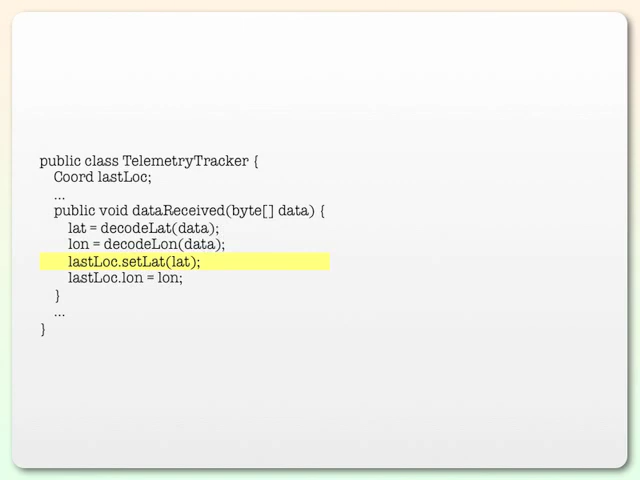 public class TelemetryTracker {
Coord lastLoc;
...
public void dataReceived(byte[] data) {
lat = decodeLat(data);
lon = decodeLon(data);
lastLoc.setLat(lat);
lastLoc.lon = lon;
}
...
}